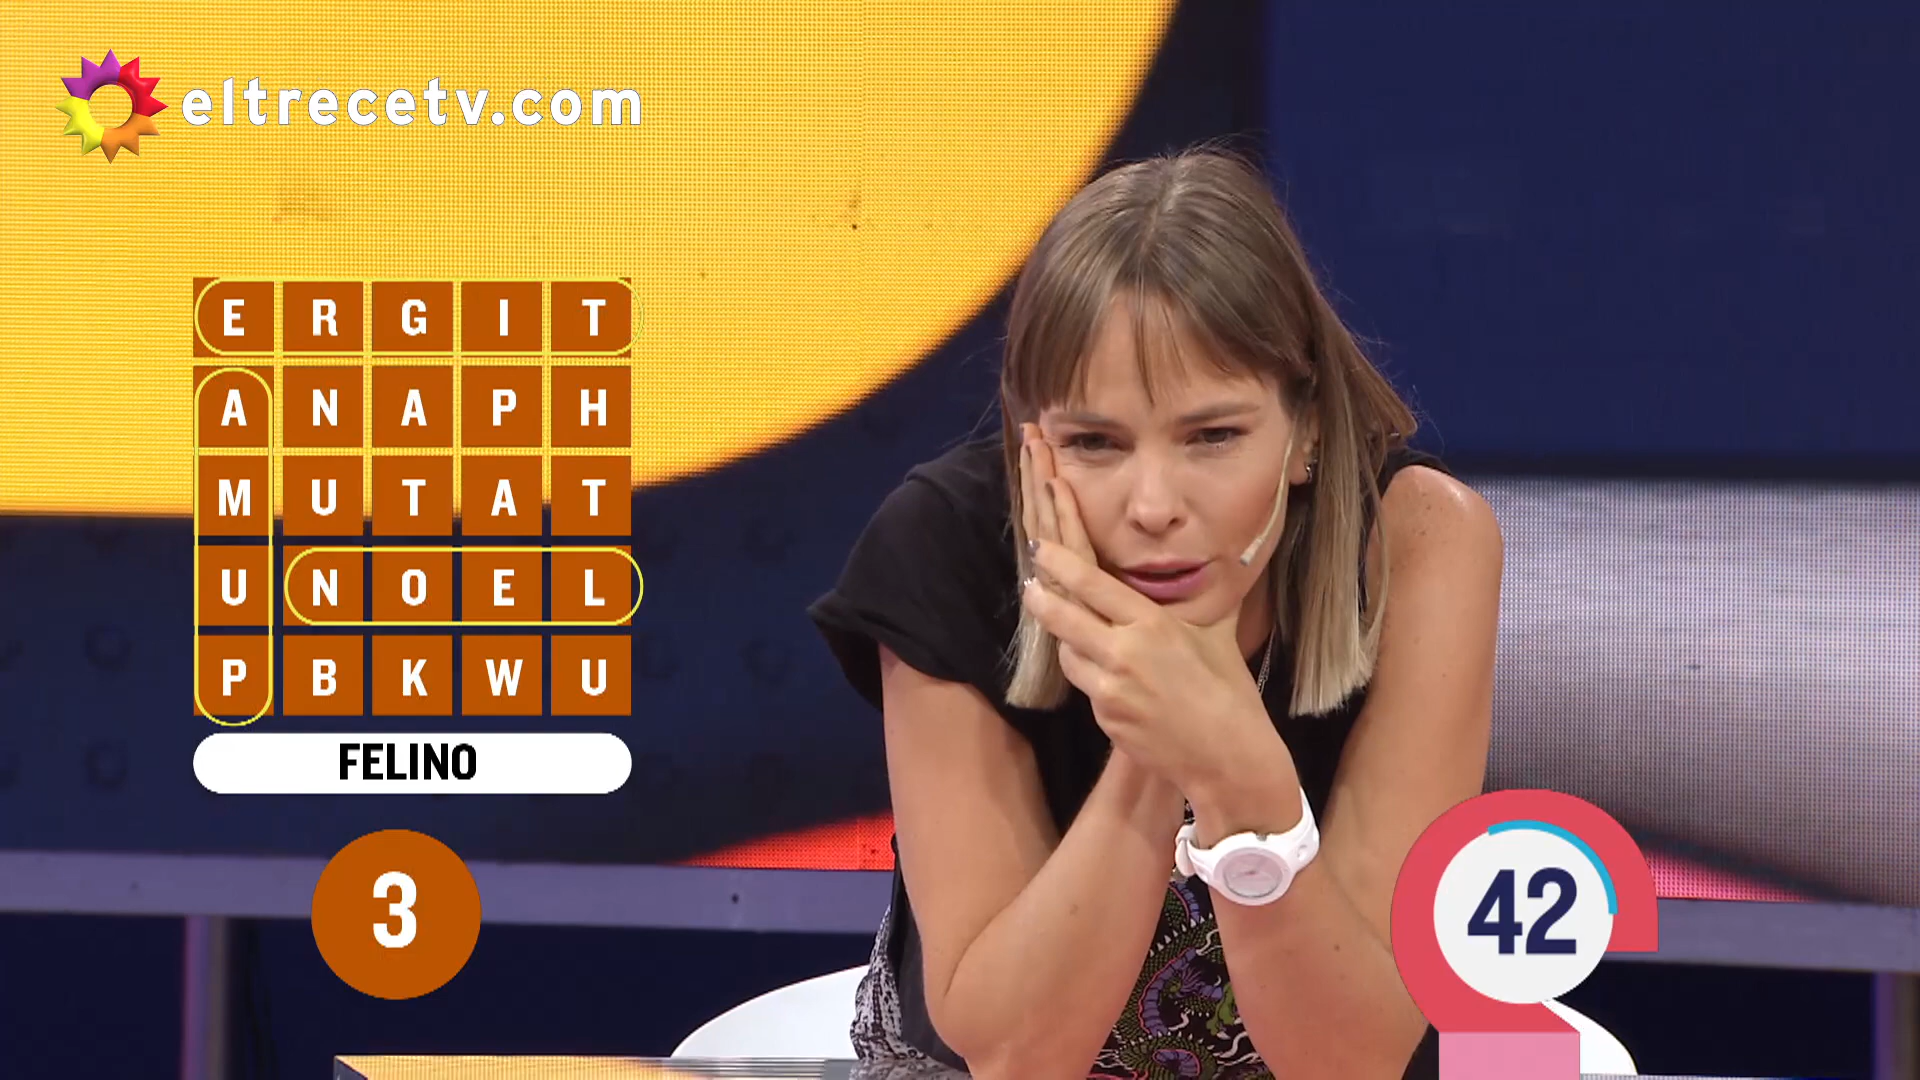 eltrecetv.com
E R G I T
A N A P H
M U T A T
U N O E L
P B K W U
FELINO
3
42